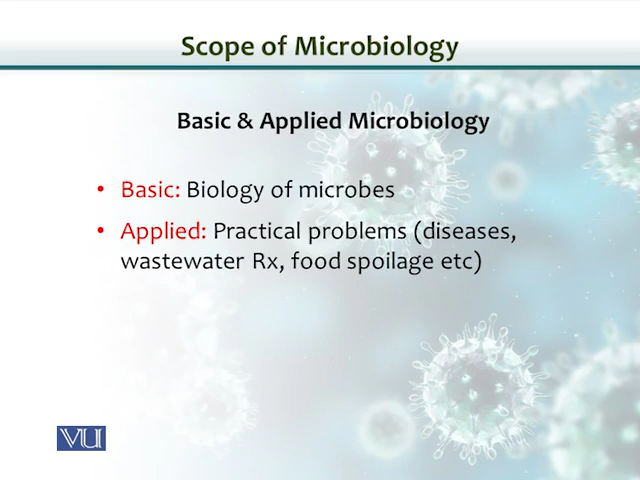 Scope of Microbiology
Basic & Applied Microbiology
• Basic: Biology of microbes
• Applied: Practical problems (diseases,
wastewater Rx, food spoilage etc)
VU